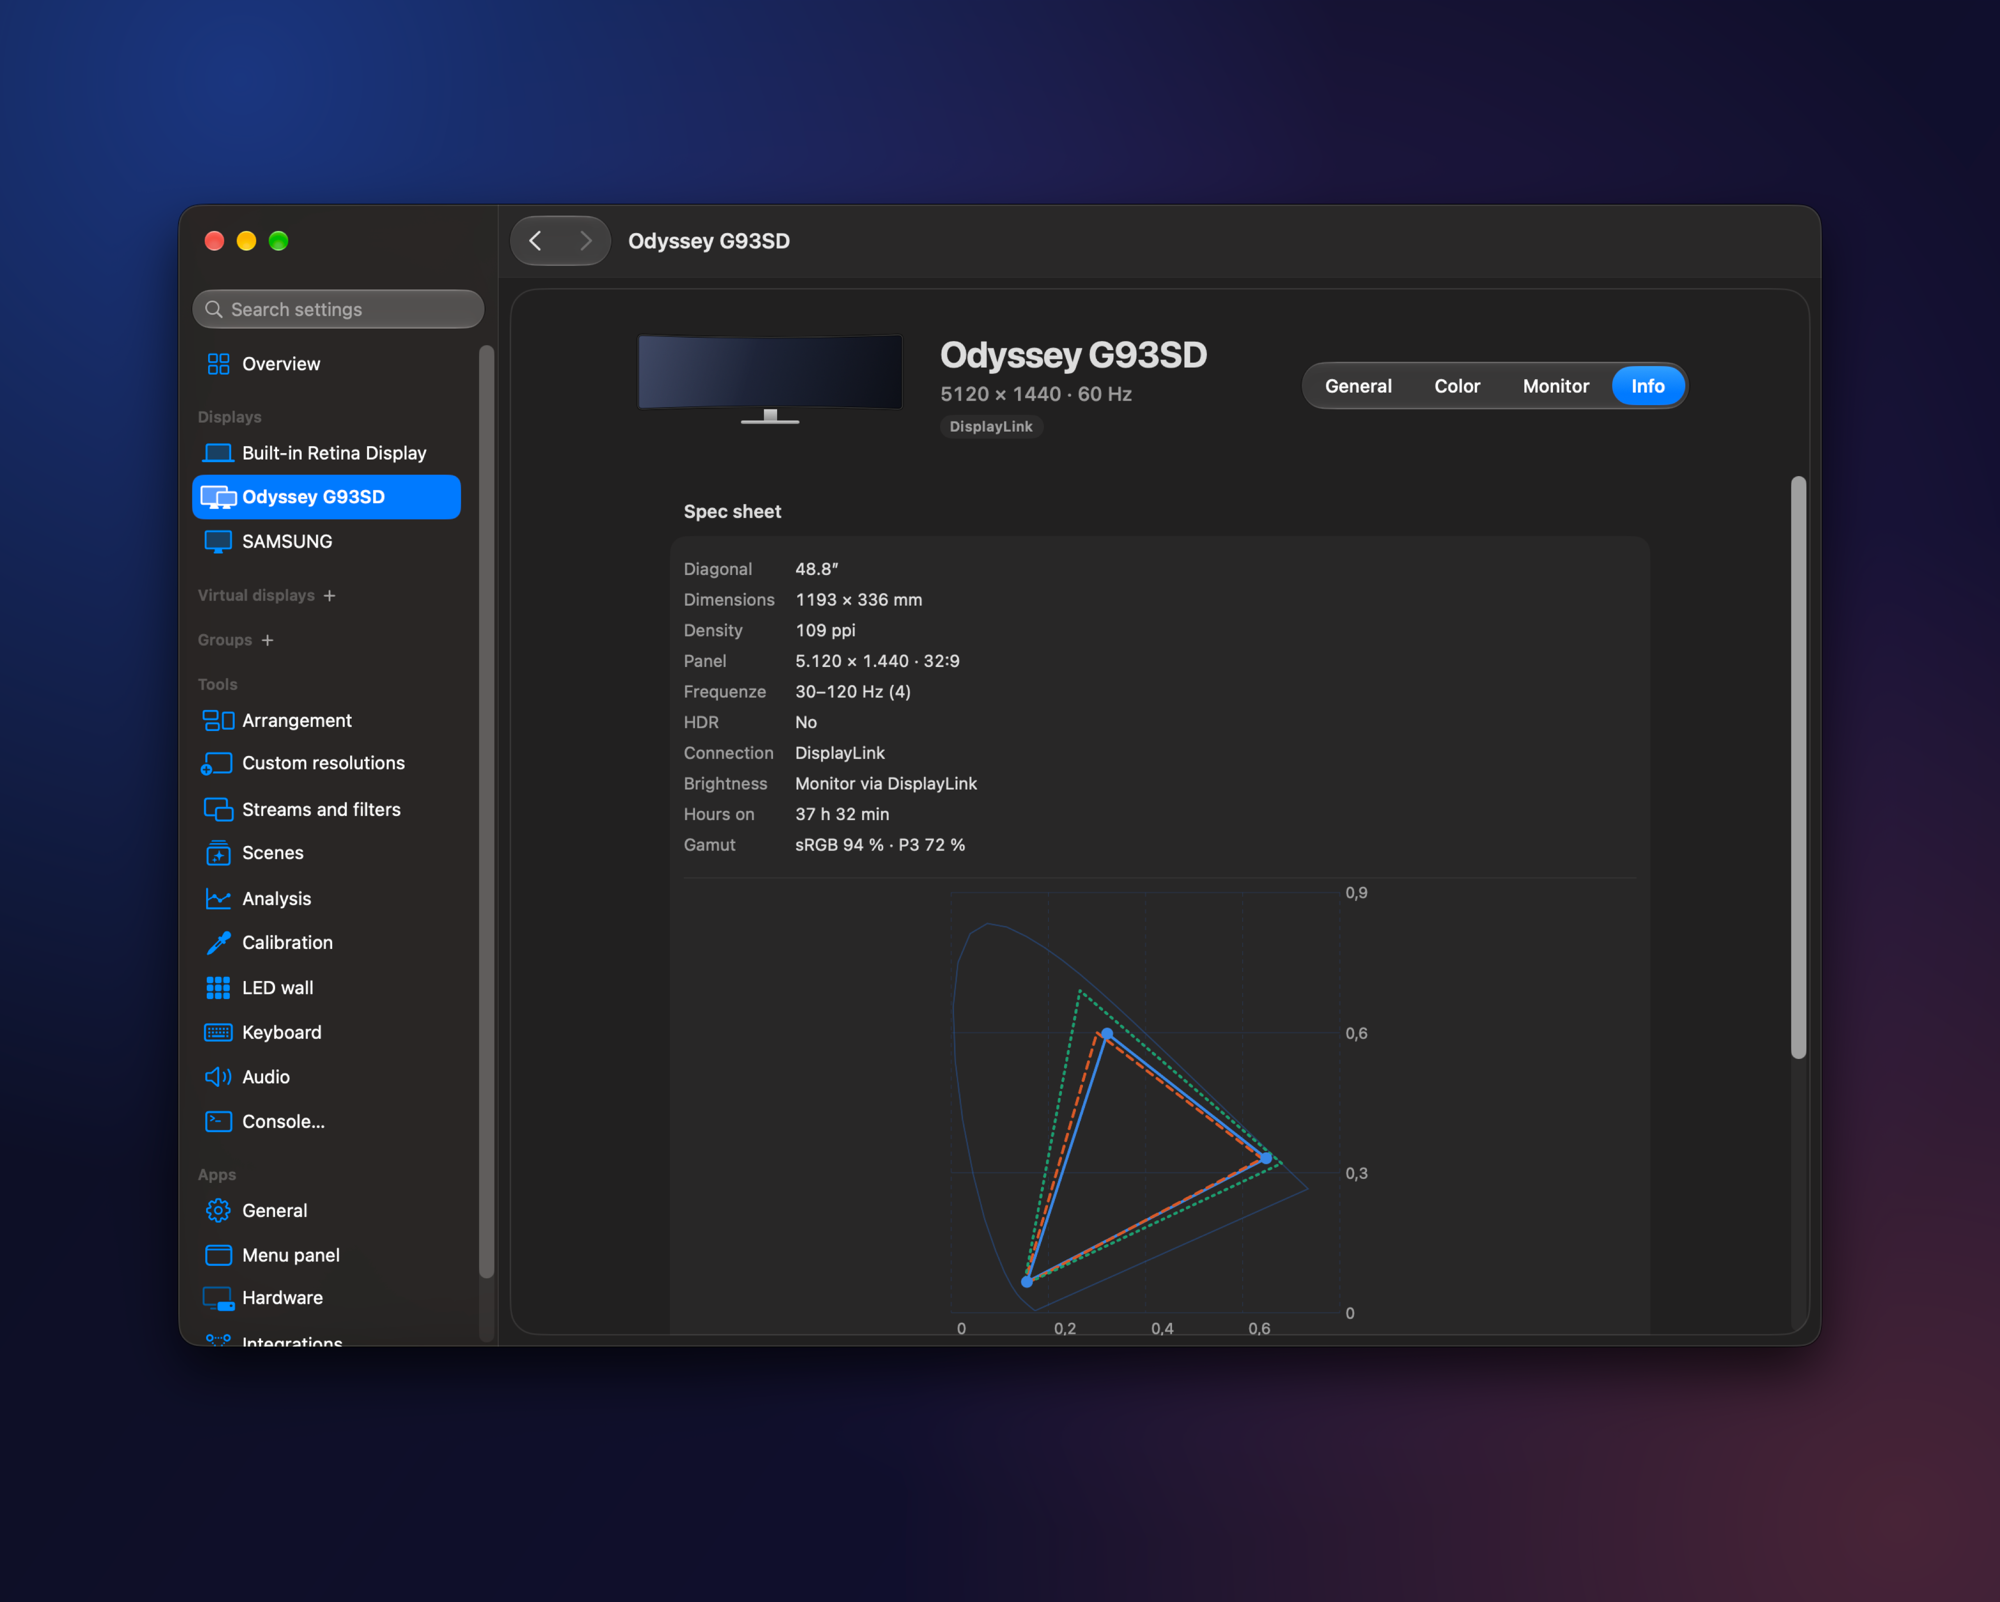 Odyssey G93SD
Search settings
Overview
Displays
Built-in Retina Display
Odyssey G93SD
SAMSUNG
Virtual displays +
Groups +
Tools
Arrangement
Custom resolutions
Streams and filters
Scenes
Analysis
Calibration
LED wall
Keyboard
Audio
Console...
Apps
General
Menu panel
Hardware
Integrations
Odyssey G93SD
5120 × 1440 · 60 Hz
DisplayLink
General Color Monitor Info
Spec sheet
Diagonal 48.8″
Dimensions 1193 × 336 mm
Density 109 ppi
Panel 5.120 × 1.440 · 32:9
Frequenze 30–120 Hz (4)
HDR No
Connection DisplayLink
Brightness Monitor via DisplayLink
Hours on 37 h 32 min
Gamut sRGB 94 % · P3 72 %
0,9
0,6
0,3
0
0 0,2 0,4 0,6